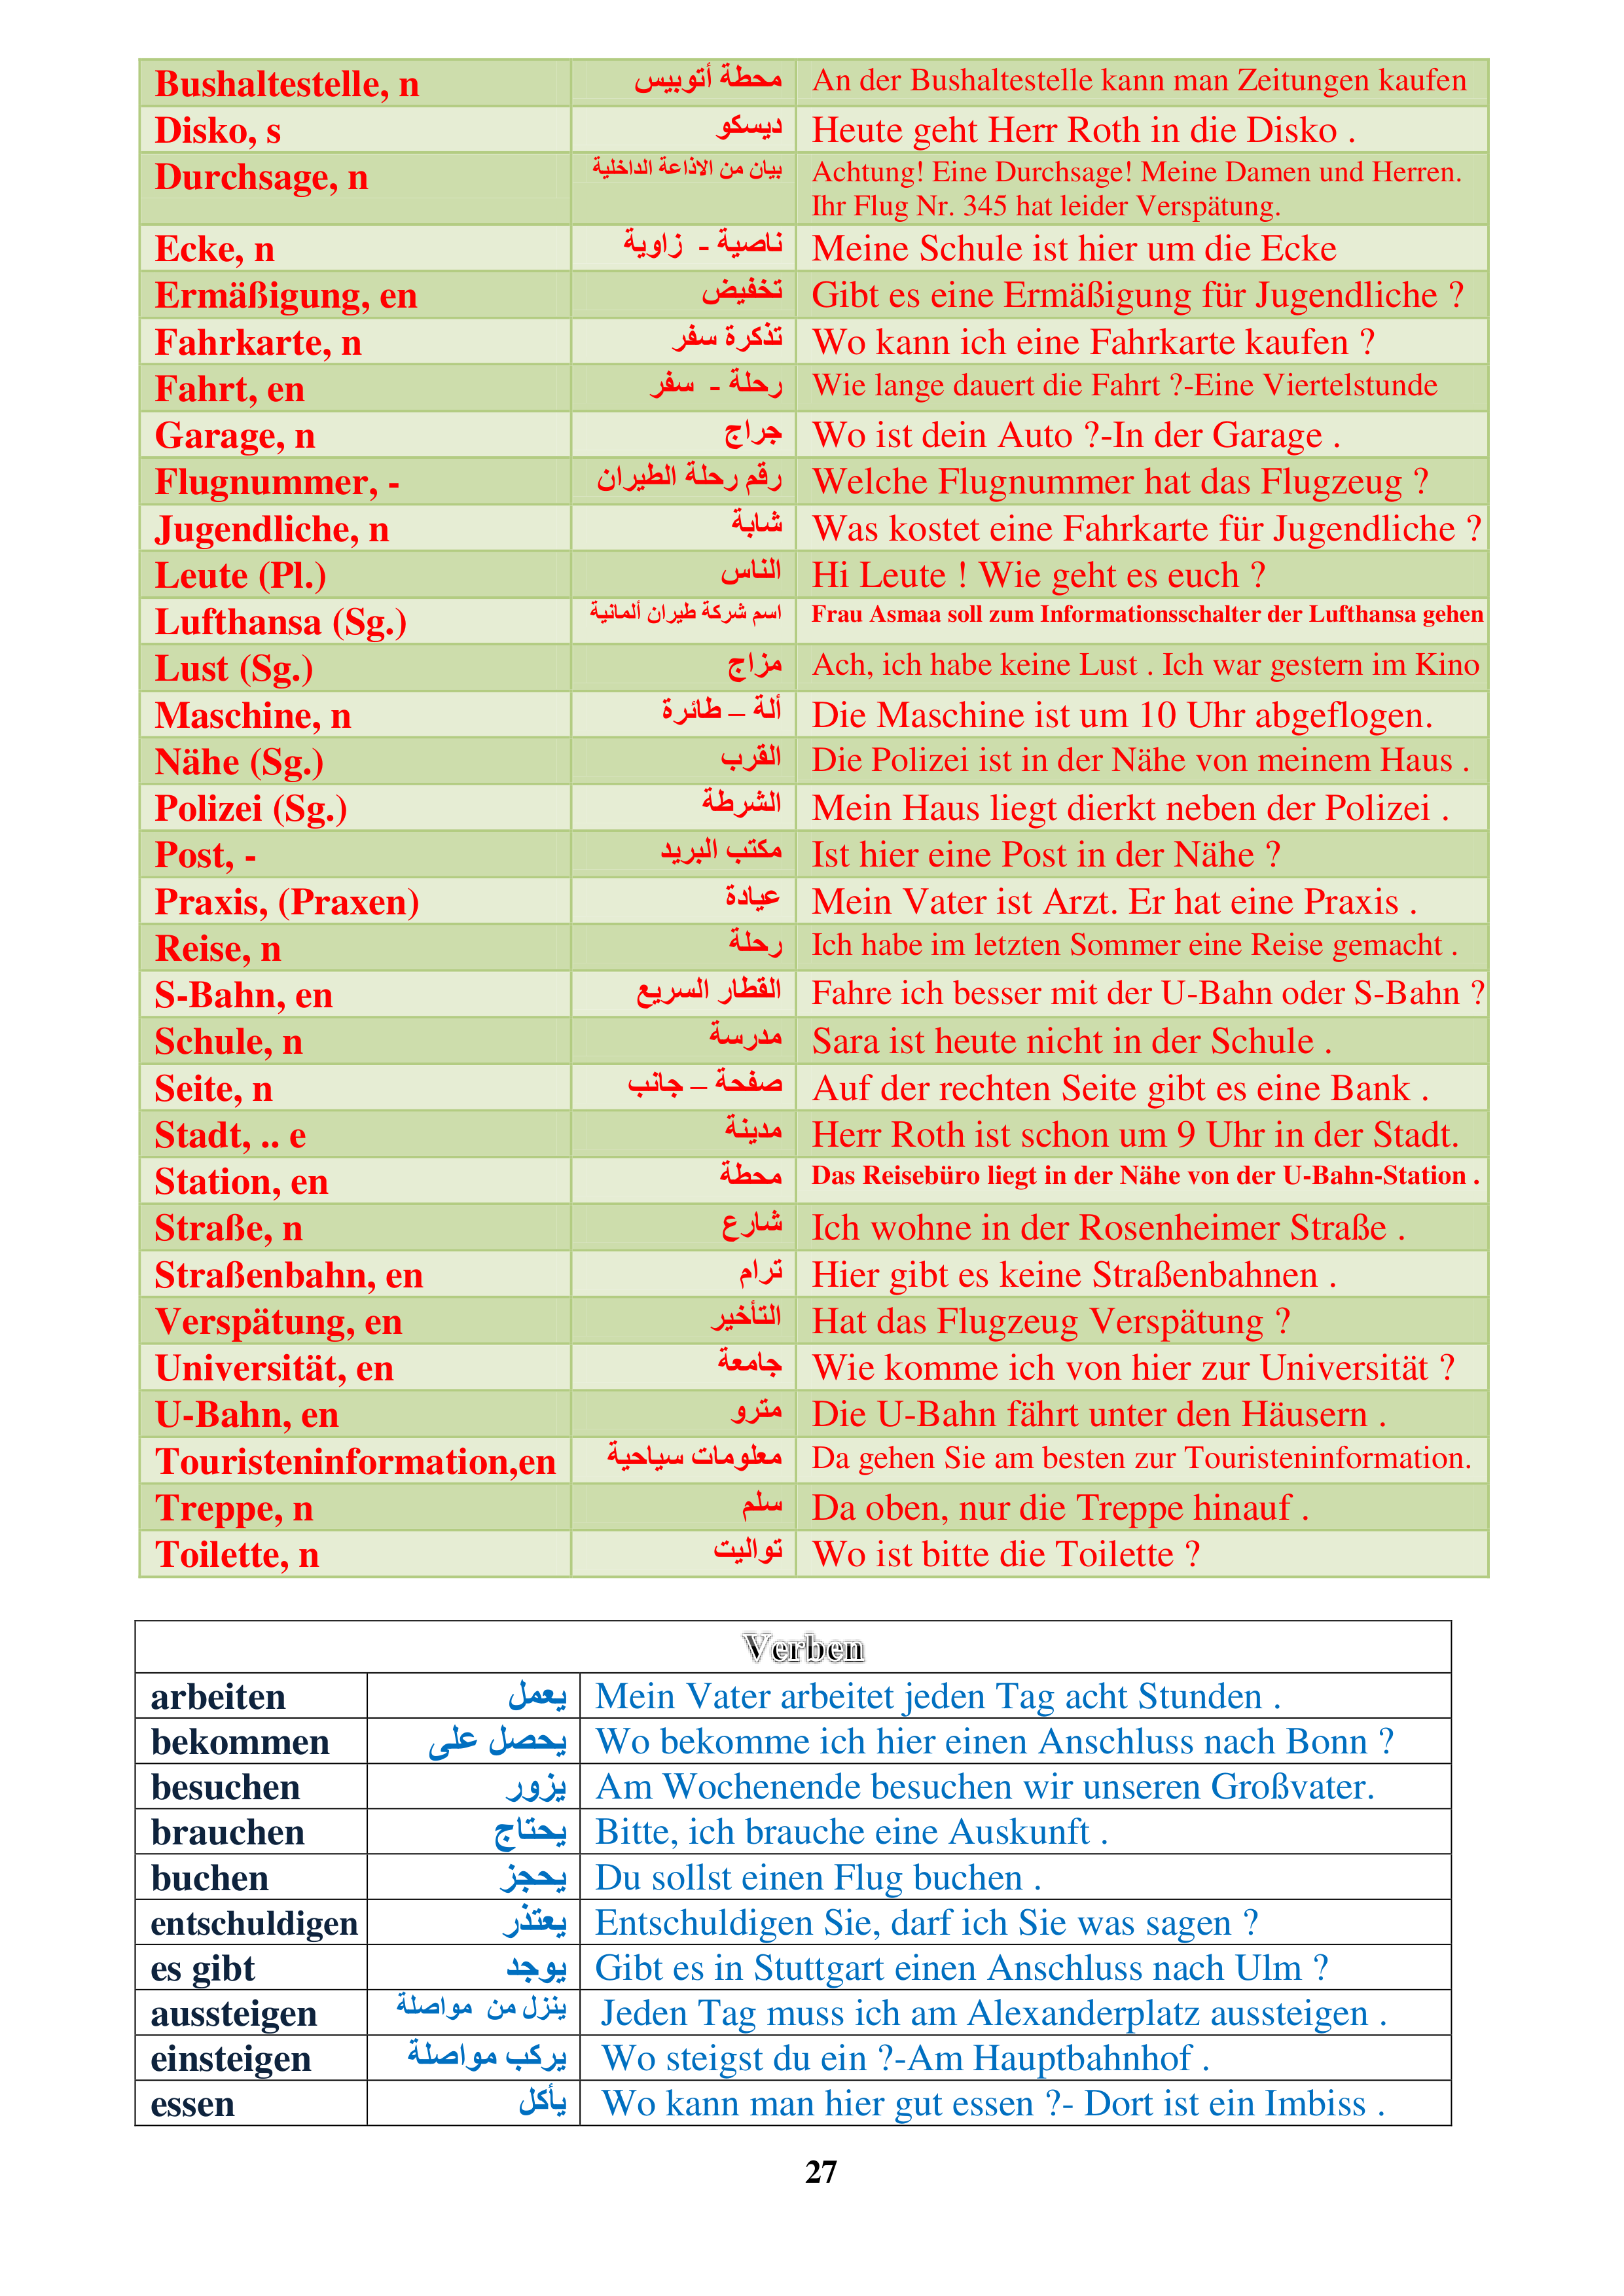 Bushaltestelle, n محطة أتوبيس An der Bushaltestelle kann man Zeitungen kaufen
Disko, s ديسكو Heute geht Herr Roth in die Disko .
Durchsage, n بيان من الاذاعة الداخلية Achtung! Eine Durchsage! Meine Damen und Herren.
Ihr Flug Nr. 345 hat leider Verspätung.
Ecke, n ناصية - زاوية Meine Schule ist hier um die Ecke
Ermäßigung, en تخفيض Gibt es eine Ermäßigung für Jugendliche ?
Fahrkarte, n تذكرة سفر Wo kann ich eine Fahrkarte kaufen ?
Fahrt, en رحلة - سفر Wie lange dauert die Fahrt ?-Eine Viertelstunde
Garage, n جراج Wo ist dein Auto ?-In der Garage .
Flugnummer, - رقم رحلة الطيران Welche Flugnummer hat das Flugzeug ?
Jugendliche, n شابة Was kostet eine Fahrkarte für Jugendliche ?
Leute (Pl.) الناس Hi Leute ! Wie geht es euch ?
Lufthansa (Sg.) اسم شركة طيران ألمانية Frau Asmaa soll zum Informationsschalter der Lufthansa gehen
Lust (Sg.) مزاج Ach, ich habe keine Lust . Ich war gestern im Kino
Maschine, n ألة – طائرة Die Maschine ist um 10 Uhr abgeflogen.
Nähe (Sg.) القرب Die Polizei ist in der Nähe von meinem Haus .
Polizei (Sg.) الشرطة Mein Haus liegt dierkt neben der Polizei .
Post, - مكتب البريد Ist hier eine Post in der Nähe ?
Praxis, (Praxen) عيادة Mein Vater ist Arzt. Er hat eine Praxis .
Reise, n رحلة Ich habe im letzten Sommer eine Reise gemacht .
S-Bahn, en القطار السريع Fahre ich besser mit der U-Bahn oder S-Bahn ?
Schule, n مدرسة Sara ist heute nicht in der Schule .
Seite, n صفحة – جانب Auf der rechten Seite gibt es eine Bank .
Stadt, .. e مدينة Herr Roth ist schon um 9 Uhr in der Stadt.
Station, en محطة Das Reisebüro liegt in der Nähe von der U-Bahn-Station .
Straße, n شارع Ich wohne in der Rosenheimer Straße .
Straßenbahn, en ترام Hier gibt es keine Straßenbahnen .
Verspätung, en التأخير Hat das Flugzeug Verspätung ?
Universität, en جامعة Wie komme ich von hier zur Universität ?
U-Bahn, en مترو Die U-Bahn fährt unter den Häusern .
Touristeninformation,en معلومات سياحية Da gehen Sie am besten zur Touristeninformation.
Treppe, n سلم Da oben, nur die Treppe hinauf .
Toilette, n تواليت Wo ist bitte die Toilette ?
Verben
arbeiten يعمل Mein Vater arbeitet jeden Tag acht Stunden .
bekommen يحصل على Wo bekomme ich hier einen Anschluss nach Bonn ?
besuchen يزور Am Wochenende besuchen wir unseren Großvater.
brauchen يحتاج Bitte, ich brauche eine Auskunft .
buchen يحجز Du sollst einen Flug buchen .
entschuldigen يعتذر Entschuldigen Sie, darf ich Sie was sagen ?
es gibt يوجد Gibt es in Stuttgart einen Anschluss nach Ulm ?
aussteigen ينزل من مواصلة Jeden Tag muss ich am Alexanderplatz aussteigen .
einsteigen يركب مواصلة Wo steigst du ein ?-Am Hauptbahnhof .
essen يأكل Wo kann man hier gut essen ?- Dort ist ein Imbiss .
27